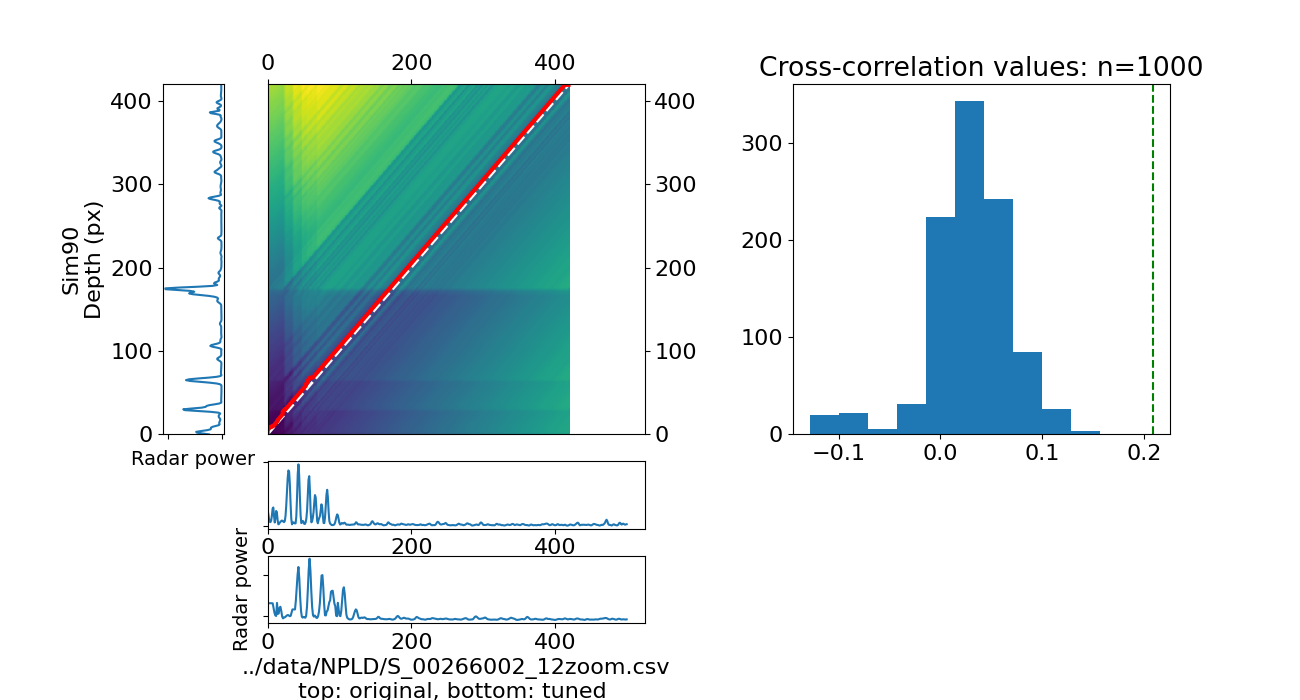 Cross-correlation values: n=1000
0 200 400
400
300
200
100
0
Sim90
Depth (px)
400
300
200
100
0
Radar power
0 200 400
Radar power
0 200 400
../data/NPLD/S_00266002_12zoom.csv
top: original, bottom: tuned
300
200
100
0
−0.1 0.0 0.1 0.2